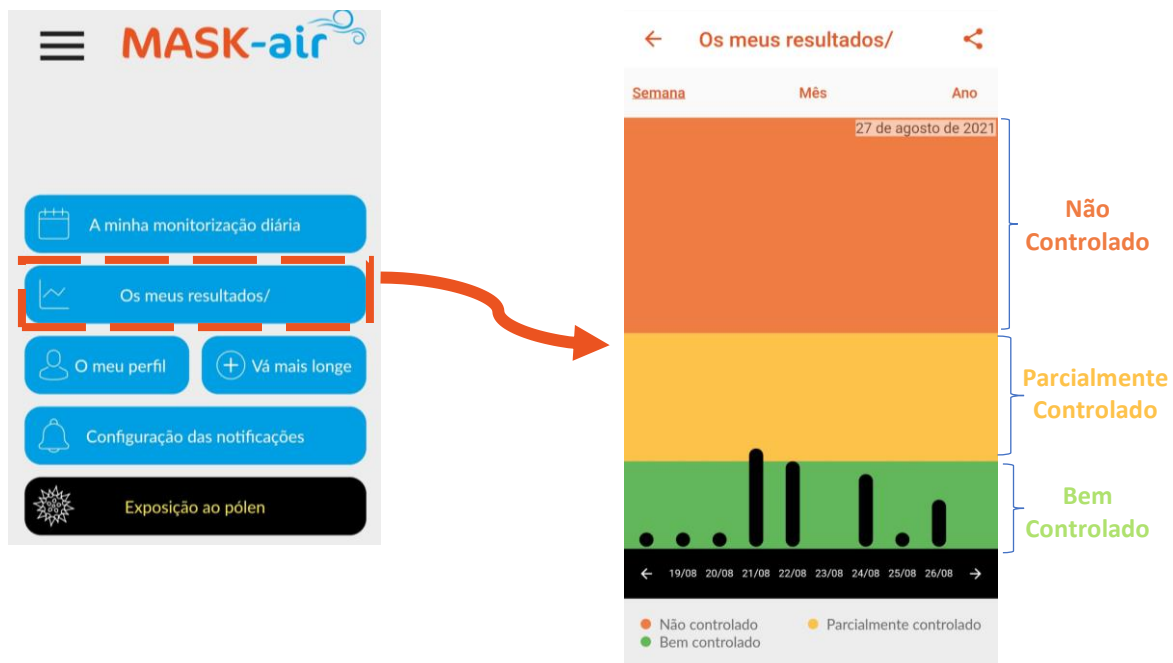 MASK-air
A minha monitorização diária
Os meus resultados/
O meu perfil
Vá mais longe
Configuração das notificações
Exposição ao pólen
Os meus resultados/
Semana Mês Ano
27 de agosto de 2021
19/08 20/08 21/08 22/08 23/08 24/08 25/08 26/08
Não controlado
Parcialmente controlado
Bem controlado
Não
Controlado
Parcialmente
Controlado
Bem
Controlado